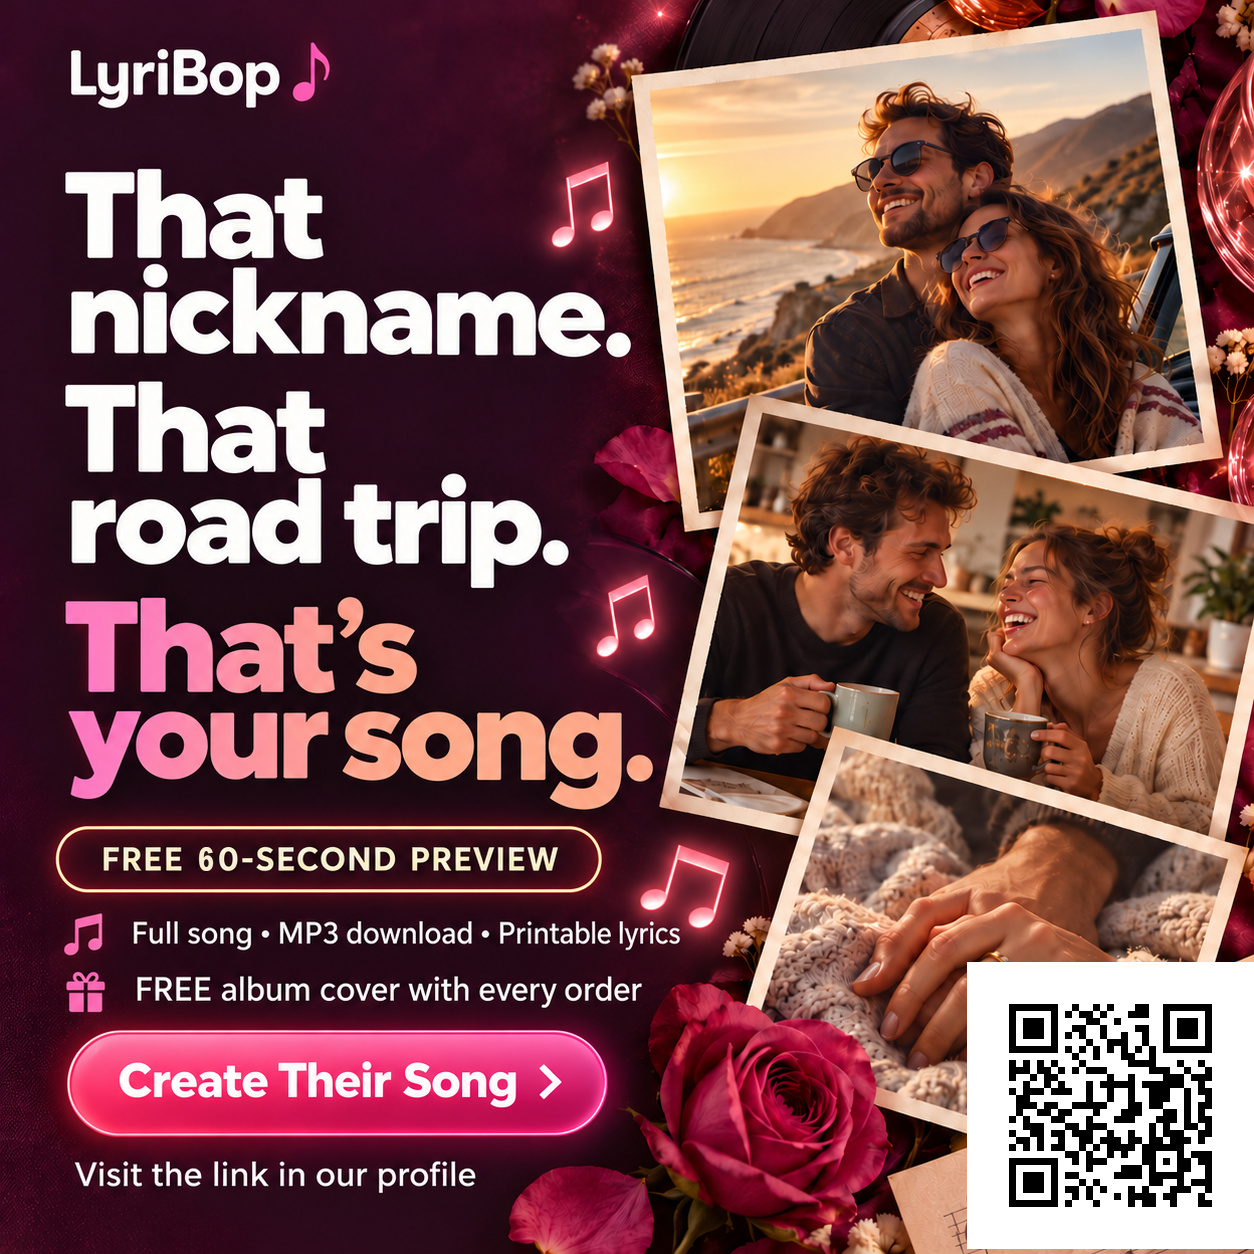 LyriBop
That
nickname.
That
road trip.
That's
your song.
FREE 60-SECOND PREVIEW
Full song • MP3 download • Printable lyrics
FREE album cover with every order
Create Their Song
Visit the link in our profile